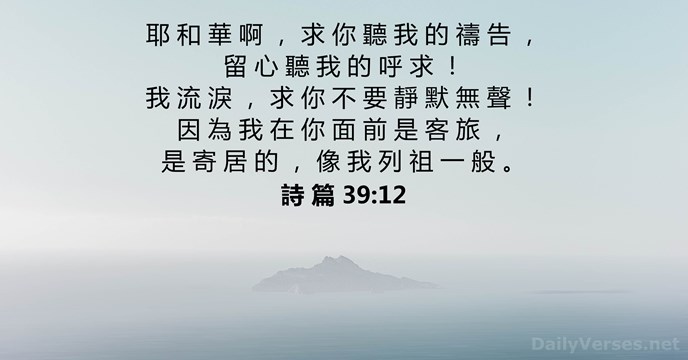 耶和華啊，求你聽我的禱告，
留心聽我的呼求！
我流淚，求你不要靜默無聲！
因為我在你面前是客旅，
是寄居的，像我列祖一般。
詩篇 39:12
DailyVerses.net